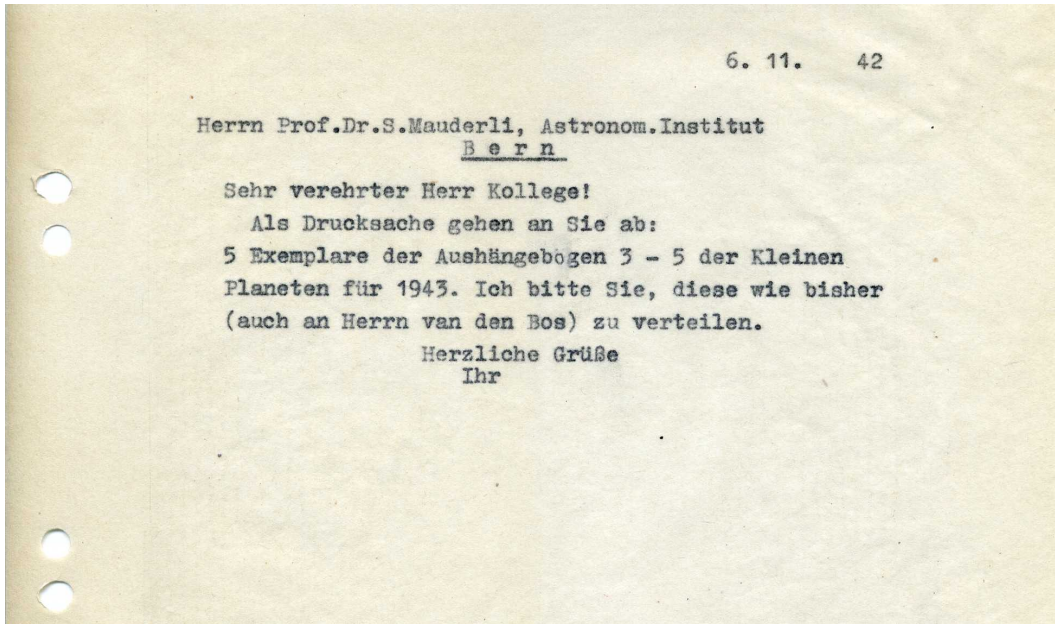 6. 11. 42
Herrn Prof.Dr.S.Mauderli, Astronom.Institut
B e r n
Sehr verehrter Herr Kollege!
Als Drucksache gehen an Sie ab:
5 Exemplare der Aushängebogen 3 - 5 der Kleinen
Planeten für 1943. Ich bitte Sie, diese wie bisher
(auch an Herrn van den Bos) zu verteilen.
Herzliche Grüße
Ihr